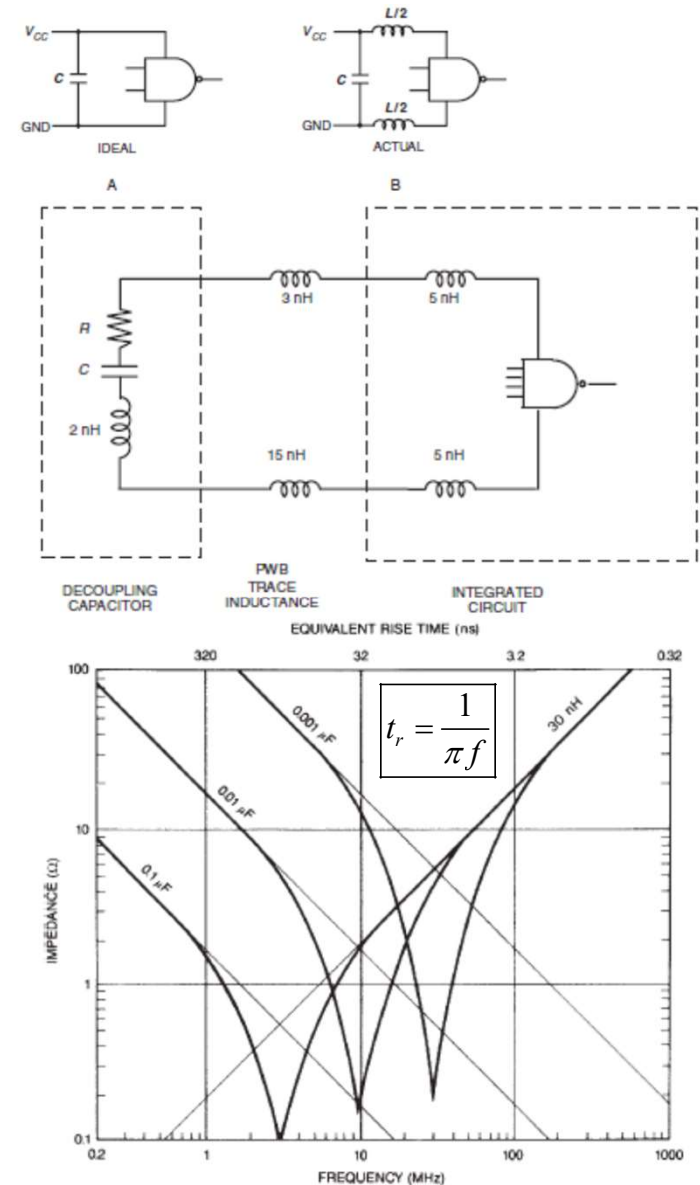 V_CC
C
GND
IDEAL
L/2
V_CC
C
L/2
GND
ACTUAL
A
B
3 nH
5 nH
R
C
2 nH
15 nH
5 nH
DECOUPLING
CAPACITOR
PWB
TRACE
INDUCTANCE
INTEGRATED
CIRCUIT
EQUIVALENT RISE TIME (ns)
320 32 3.2 0.32
100
10
1
0.1
IMPEDANCE (Ω)
0.001 μF
0.01 μF
0.1 μF
30 nH
t_r = 1 / πf
0.2 1 10 100 1000
FREQUENCY (MHz)